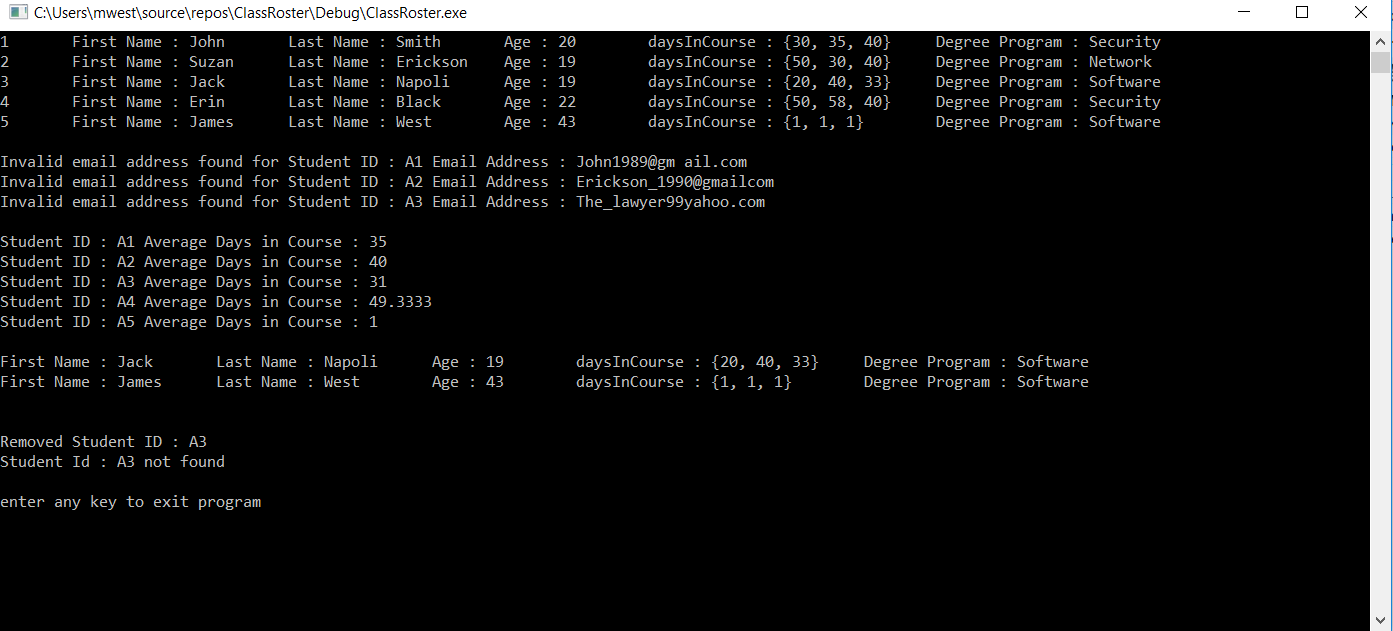 C:\Users\mwest\source\repos\ClassRoster\Debug\ClassRoster.exe
1 First Name : John Last Name : Smith Age : 20 daysInCourse : {30, 35, 40} Degree Program : Security
2 First Name : Suzan Last Name : Erickson Age : 19 daysInCourse : {50, 30, 40} Degree Program : Network
3 First Name : Jack Last Name : Napoli Age : 19 daysInCourse : {20, 40, 33} Degree Program : Software
4 First Name : Erin Last Name : Black Age : 22 daysInCourse : {50, 58, 40} Degree Program : Security
5 First Name : James Last Name : West Age : 43 daysInCourse : {1, 1, 1} Degree Program : Software
Invalid email address found for Student ID : A1 Email Address : John1989@gm ail.com
Invalid email address found for Student ID : A2 Email Address : Erickson_1990@gmailcom
Invalid email address found for Student ID : A3 Email Address : The_lawyer99yahoo.com
Student ID : A1 Average Days in Course : 35
Student ID : A2 Average Days in Course : 40
Student ID : A3 Average Days in Course : 31
Student ID : A4 Average Days in Course : 49.3333
Student ID : A5 Average Days in Course : 1
First Name : Jack Last Name : Napoli Age : 19 daysInCourse : {20, 40, 33} Degree Program : Software
First Name : James Last Name : West Age : 43 daysInCourse : {1, 1, 1} Degree Program : Software
Removed Student ID : A3
Student Id : A3 not found
enter any key to exit program